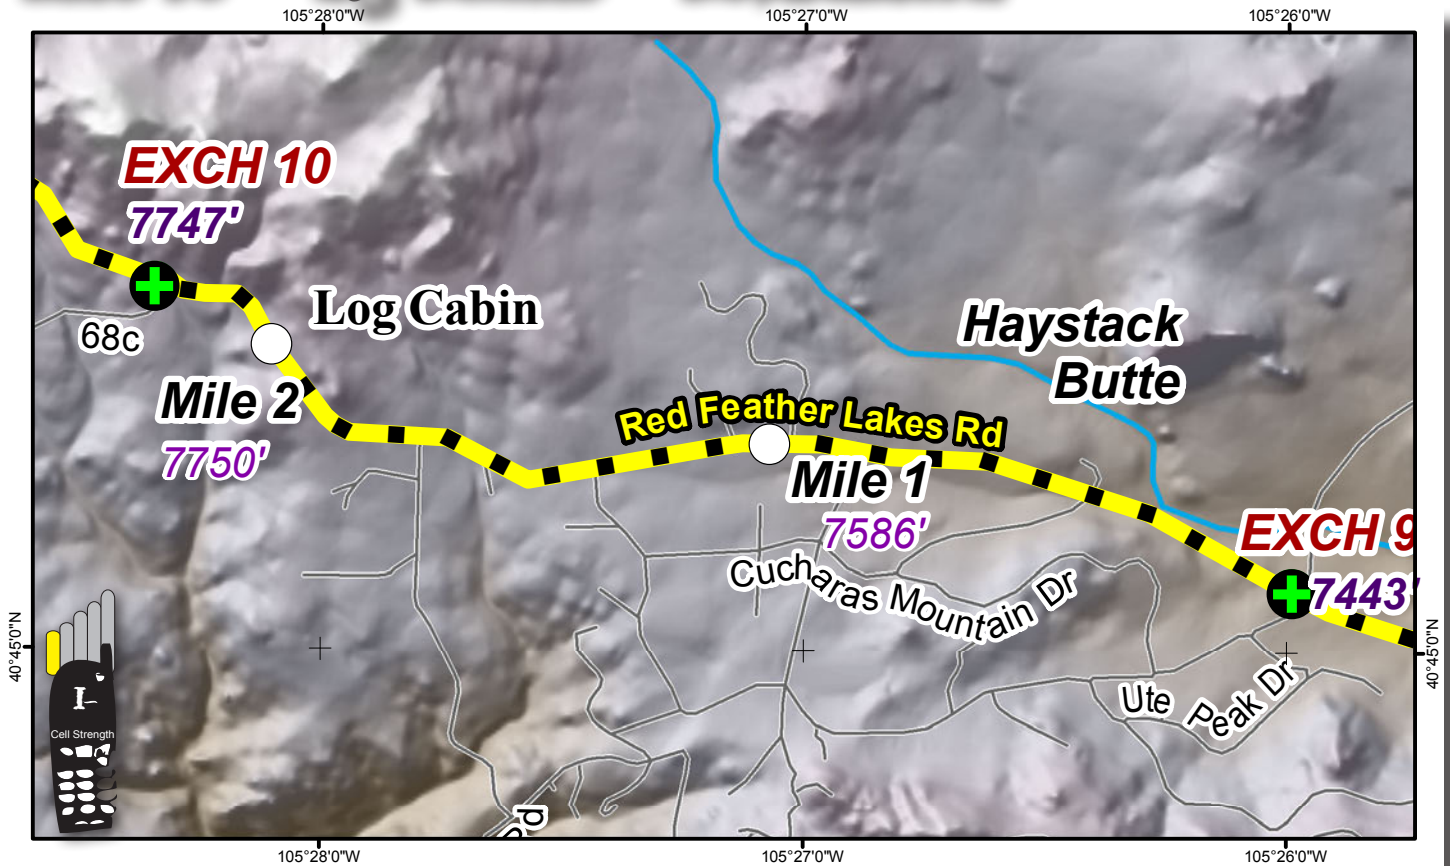 105°28'0"W
105°27'0"W
105°26'0"W
EXCH 10
7747'
Log Cabin
68c
Haystack
Butte
Mile 2
7750'
Red Feather Lakes Rd
Mile 1
7586'
EXCH 9
7443'
Cucharas Mountain Dr
40°45'0"N
40°45'0"N
Ute Peak Dr
Cell Strength
Rd
105°28'0"W
105°27'0"W
105°26'0"W